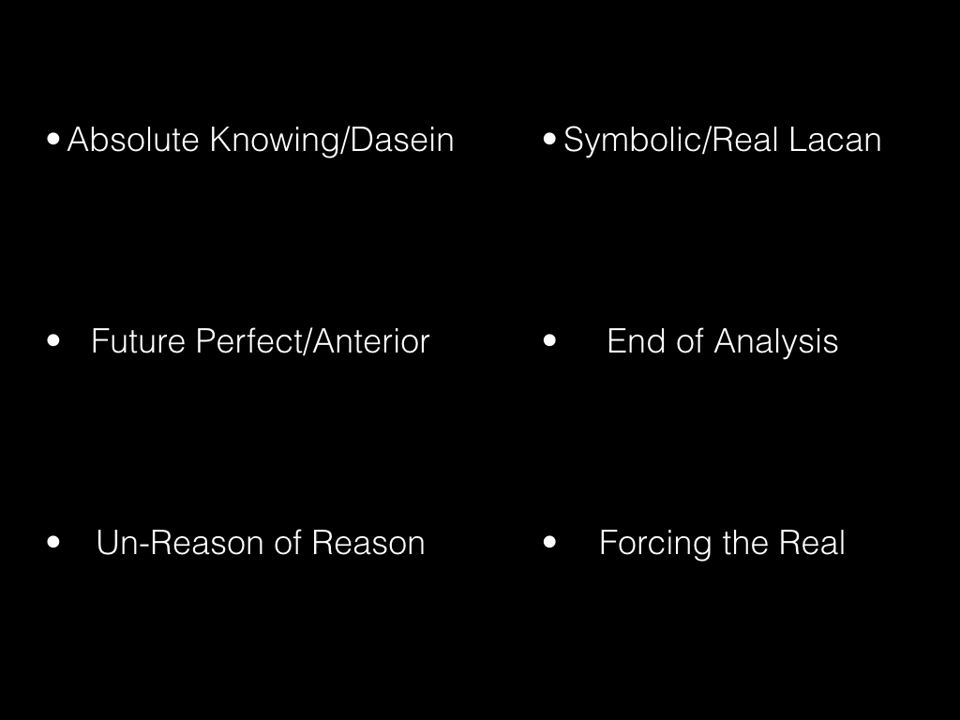 • Absolute Knowing/Dasein
• Symbolic/Real Lacan
• Future Perfect/Anterior
• End of Analysis
• Un-Reason of Reason
• Forcing the Real